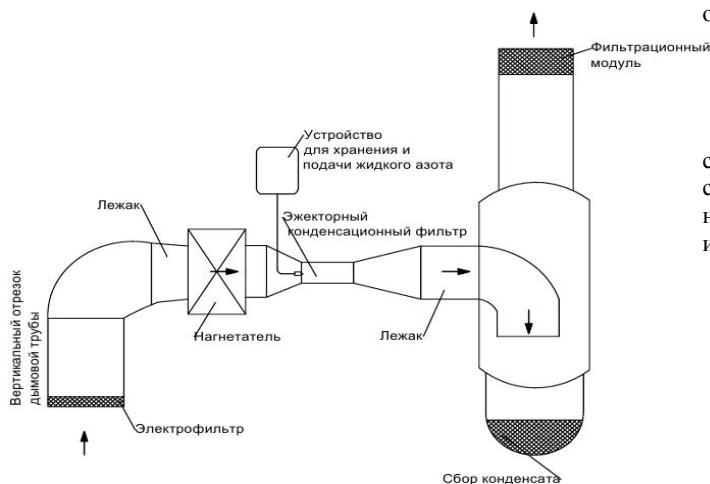 Фильтрационный
модуль
Устройство
для хранения и
подачи жидкого азота
Лежак
Эжекторный
конденсационный фильтр
Нагнетатель
Лежак
Вертикальный отрезок
дымовой трубы
Электрофильтр
Сбор конденсата
о
с
с
н
и